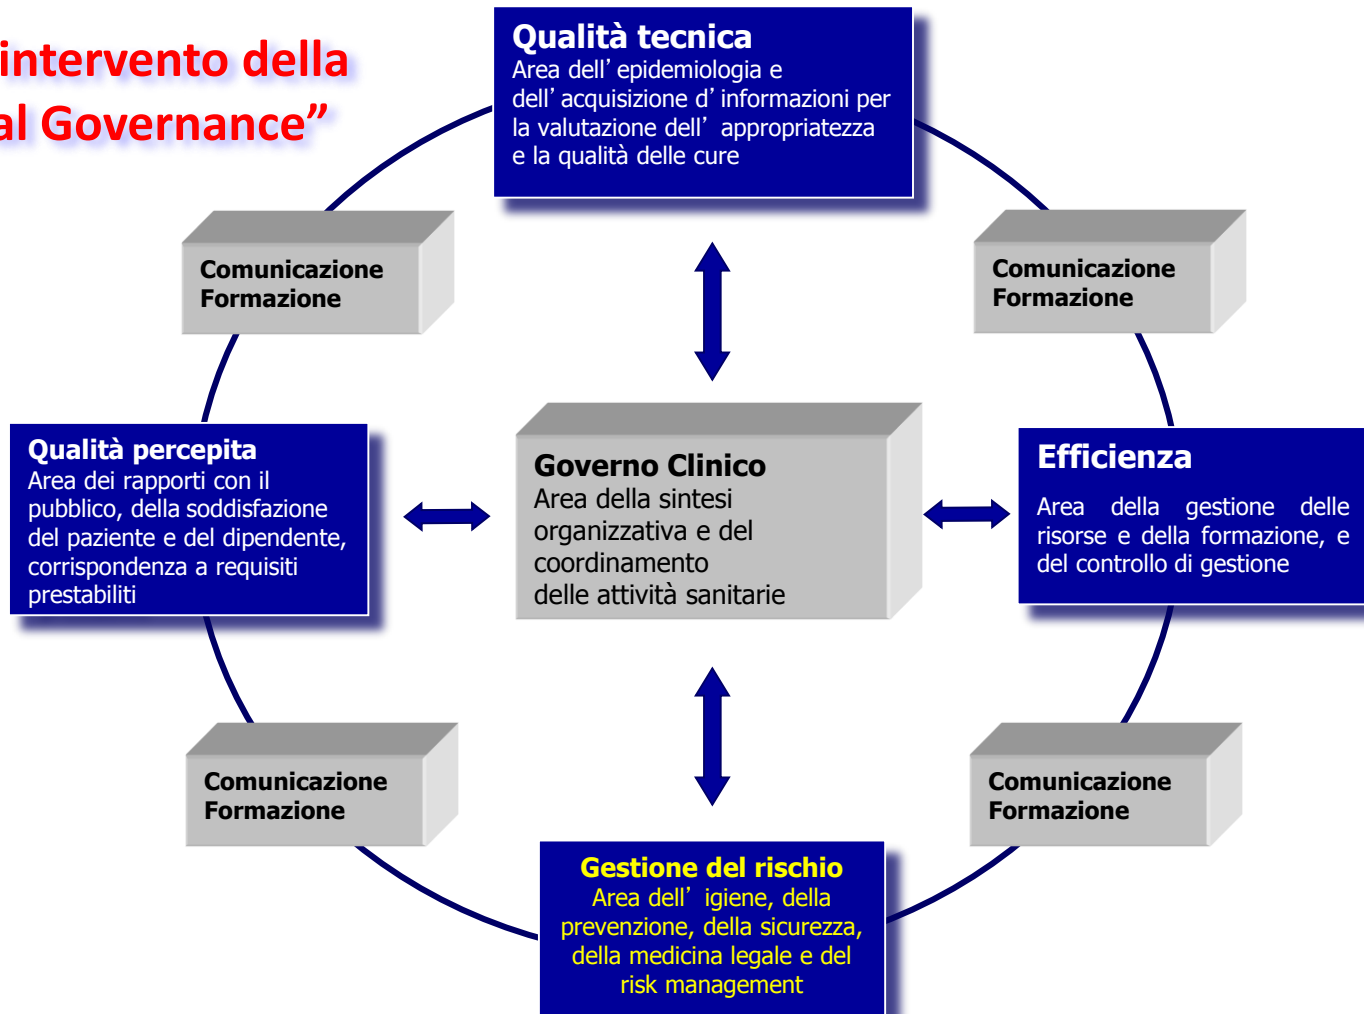 intervento della
al Governance”
Qualità tecnica
Area dell’epidemiologia e
dell’acquisizione d’informazioni per
la valutazione dell’ appropriatezza
e la qualità delle cure
Comunicazione
Formazione
Comunicazione
Formazione
Qualità percepita
Area dei rapporti con il
pubblico, della soddisfazione
del paziente e del dipendente,
corrispondenza a requisiti
prestabiliti
Governo Clinico
Area della sintesi
organizzativa e del
coordinamento
delle attività sanitarie
Efficienza
Area della gestione delle
risorse e della formazione, e
del controllo di gestione
Comunicazione
Formazione
Comunicazione
Formazione
Gestione del rischio
Area dell’ igiene, della
prevenzione, della sicurezza,
della medicina legale e del
risk management